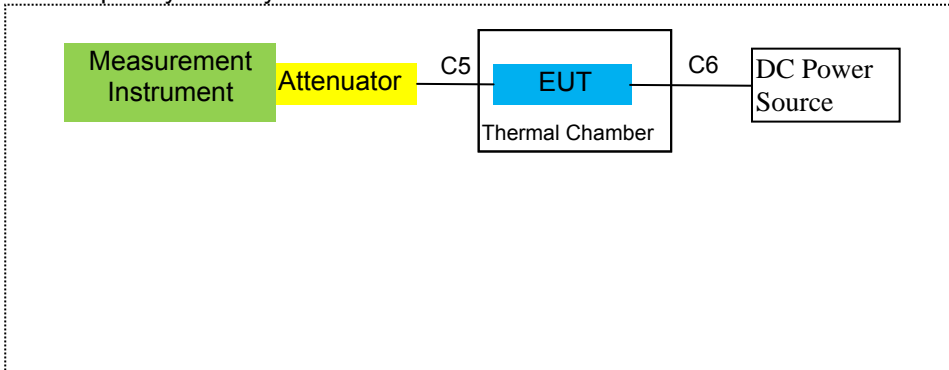 Measurement
Instrument
Attenuator
C5
EUT
Thermal Chamber
C6
DC Power
Source